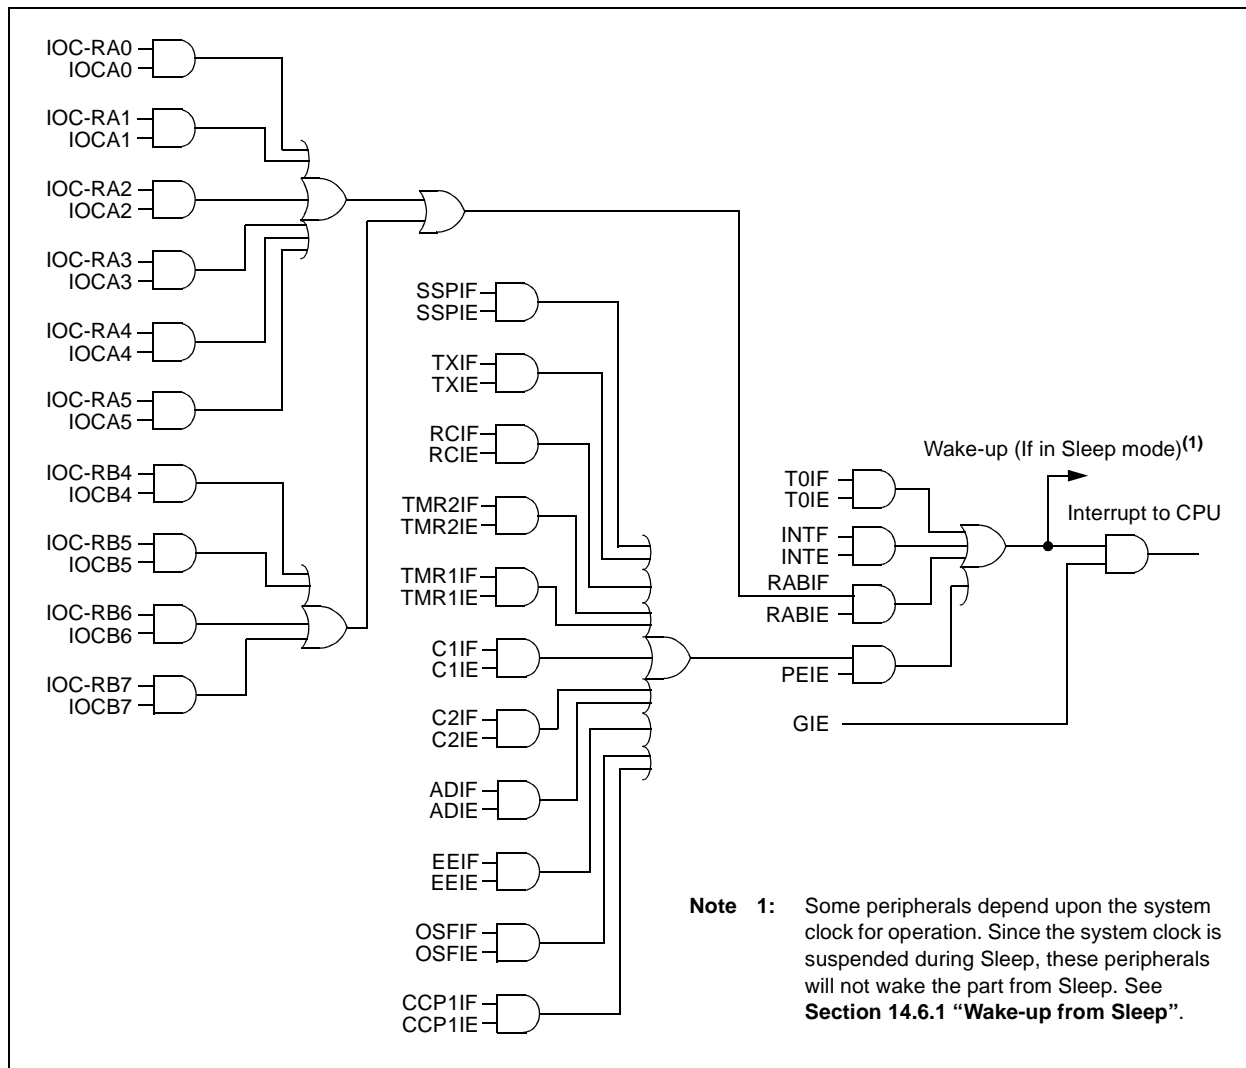 IOC-RA0
IOCA0
IOC-RA1
IOCA1
IOC-RA2
IOCA2
IOC-RA3
IOCA3
IOC-RA4
IOCA4
IOC-RA5
IOCA5
IOC-RB4
IOCB4
IOC-RB5
IOCB5
IOC-RB6
IOCB6
IOC-RB7
IOCB7
SSPIF
SSPIE
TXIF
TXIE
RCIF
RCIE
TMR2IF
TMR2IE
TMR1IF
TMR1IE
C1IF
C1IE
C2IF
C2IE
ADIF
ADIE
EEIF
EEIE
OSFIF
OSFIE
CCP1IF
CCP1IE
Wake-up (If in Sleep mode)(1)
T0IF
T0IE
Interrupt to CPU
INTF
INTE
RABIF
RABIE
PEIE
GIE
Note 1: Some peripherals depend upon the system
clock for operation. Since the system clock is
suspended during Sleep, these peripherals
will not wake the part from Sleep. See
Section 14.6.1 “Wake-up from Sleep”.